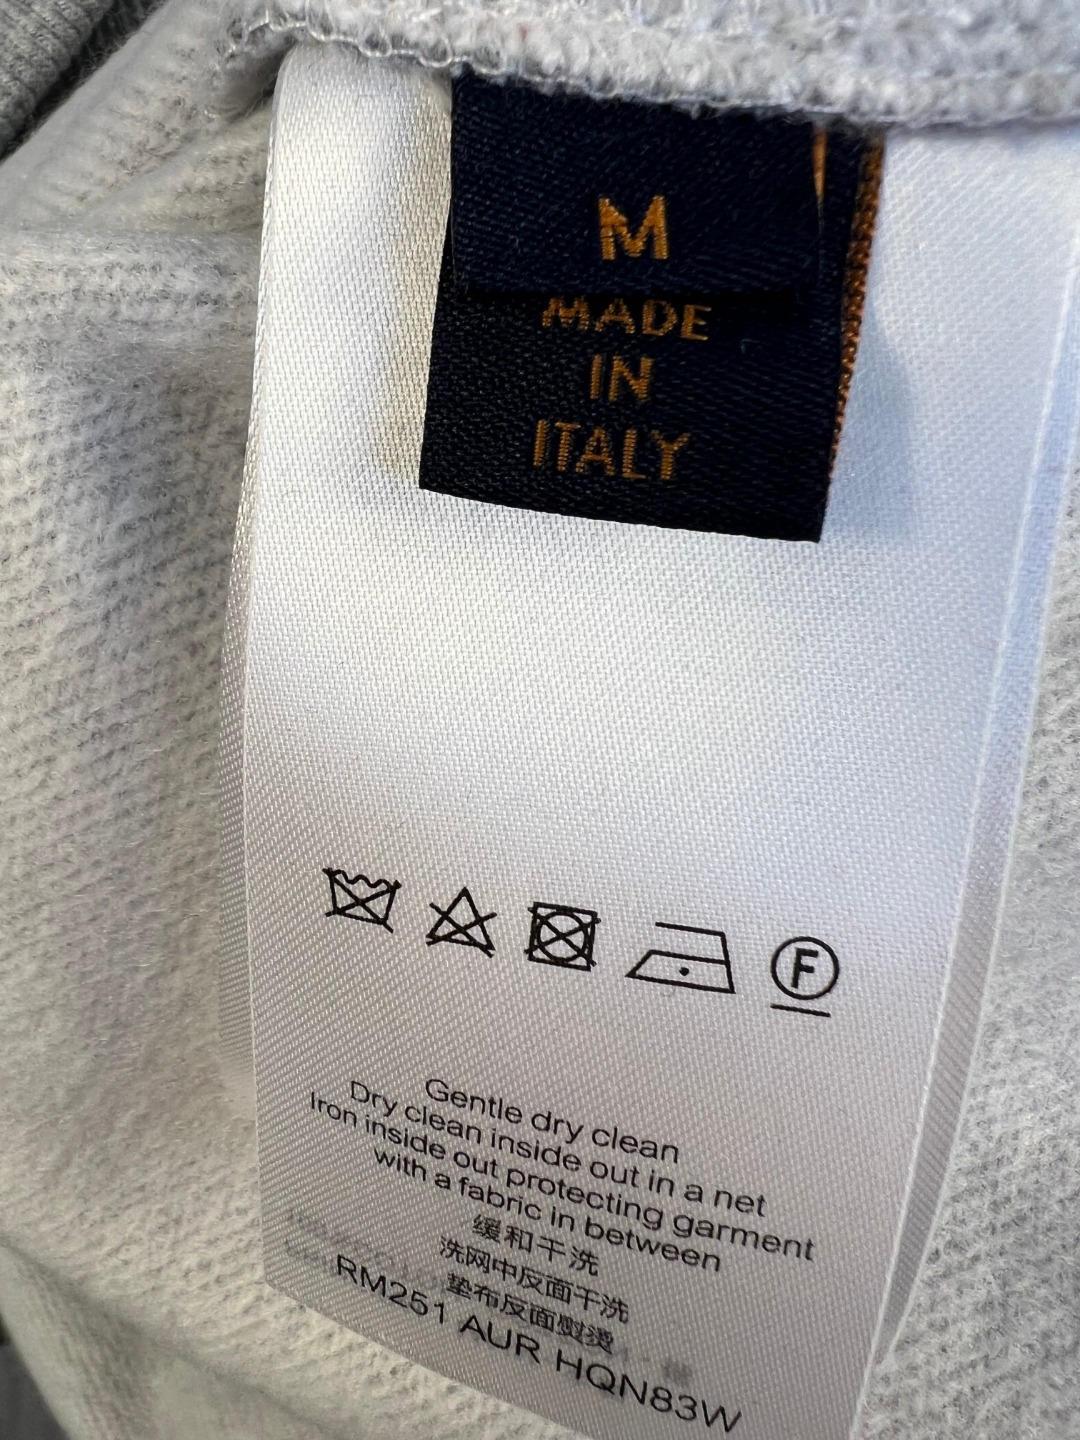 M
MADE
IN
ITALY
F
Gentle dry clean
Dry clean inside out in a net
Iron inside out protecting garment
with a fabric in between
缓和干洗
洗网中反面干洗
垫布反面熨烫
RM251 AUR HQN83W